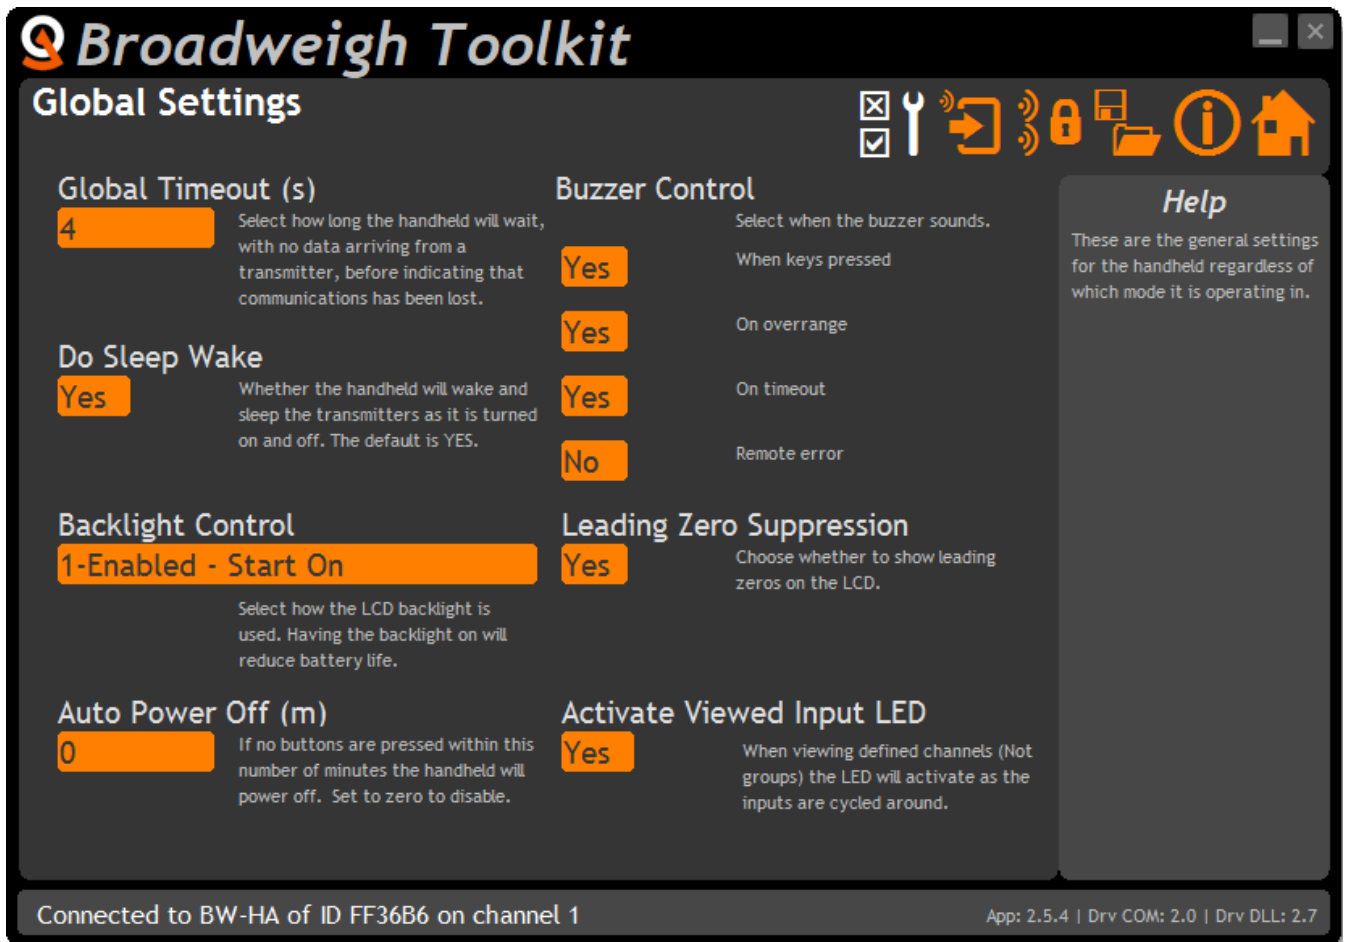 Broadweigh Toolkit
Global Settings
Global Timeout (s)
4
Select how long the handheld will wait,
with no data arriving from a
transmitter, before indicating that
communications has been lost.
Do Sleep Wake
Yes
Whether the handheld will wake and
sleep the transmitters as it is turned
on and off. The default is YES.
Backlight Control
1-Enabled - Start On
Select how the LCD backlight is
used. Having the backlight on will
reduce battery life.
Auto Power Off (m)
0
If no buttons are pressed within this
number of minutes the handheld will
power off.  Set to zero to disable.
Buzzer Control
Select when the buzzer sounds.
Yes
When keys pressed
Yes
On overrange
Yes
On timeout
No
Remote error
Leading Zero Suppression
Yes
Choose whether to show leading
zeros on the LCD.
Activate Viewed Input LED
Yes
When viewing defined channels (Not
groups) the LED will activate as the
inputs are cycled around.
Help
These are the general settings
for the handheld regardless of
which mode it is operating in.
Connected to BW-HA of ID FF36B6 on channel 1
App: 2.5.4 | Drv COM: 2.0 | Drv DLL: 2.7